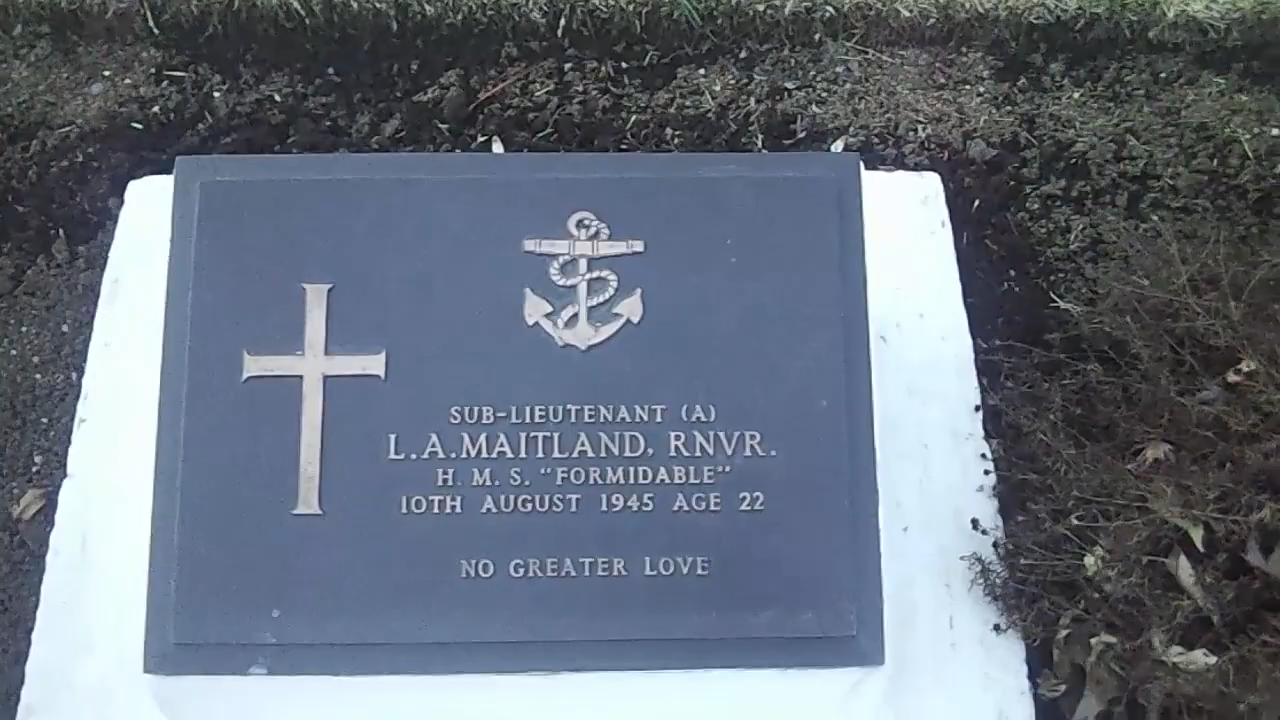 SUB-LIEUTENANT (A)
L.A.MAITLAND, RNVR.
H. M. S. "FORMIDABLE"
10TH AUGUST 1945 AGE 22
NO GREATER LOVE